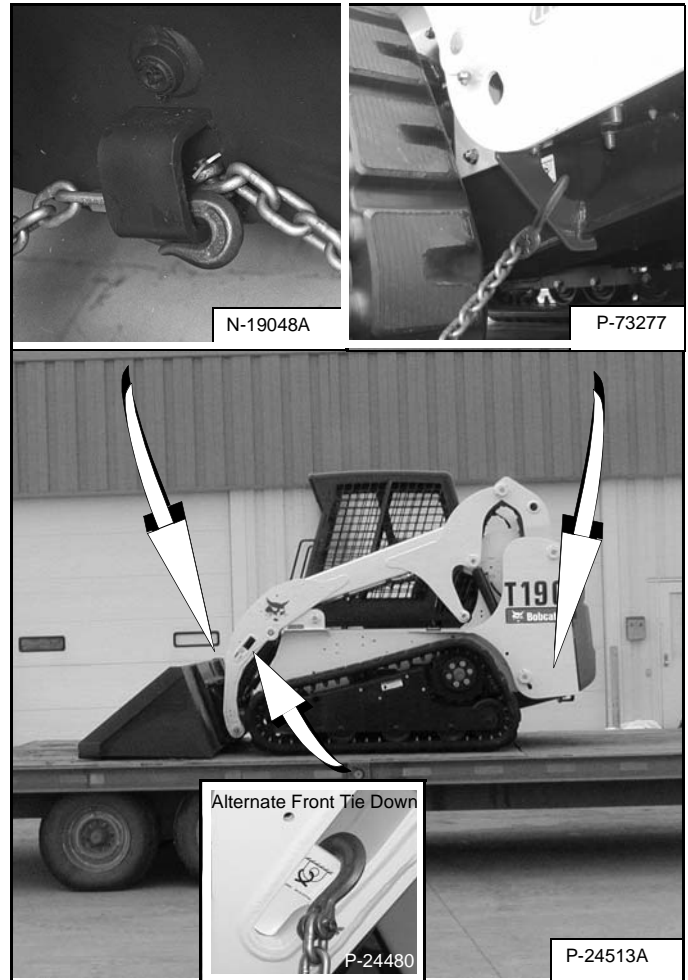 N-19048A
P-73277
T190
Bobcat
Alternate Front Tie Down
P-24480
P-24513A